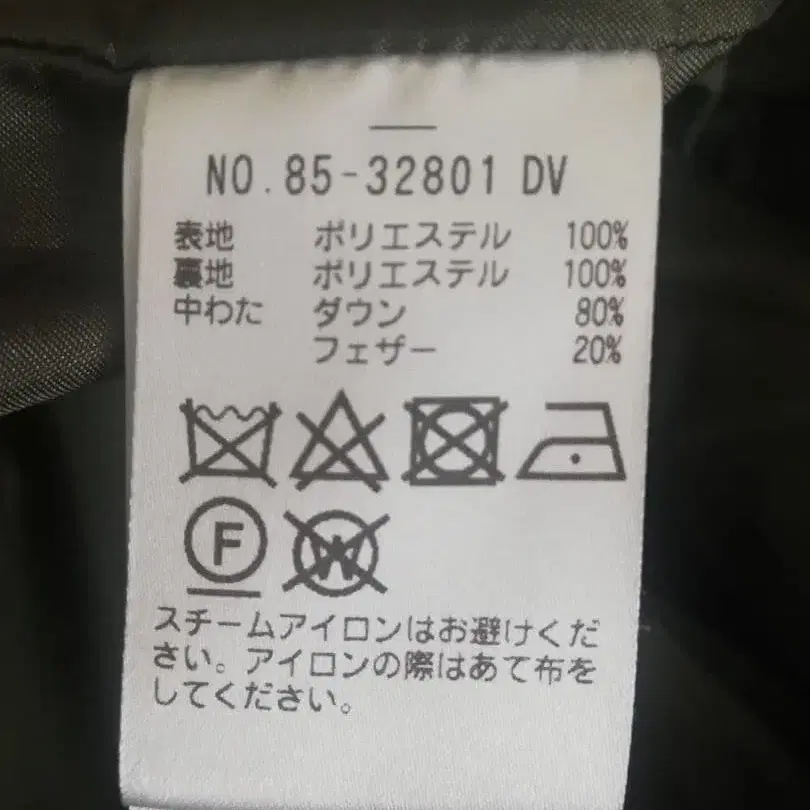 NO.85-32801 DV
表地 ポリエステル 100%
裏地 ポリエステル 100%
中わた ダウン 80%
フェザー 20%
F W
スチームアイロンはお避けくだ
さい。アイロンの際はあて布を
してください。